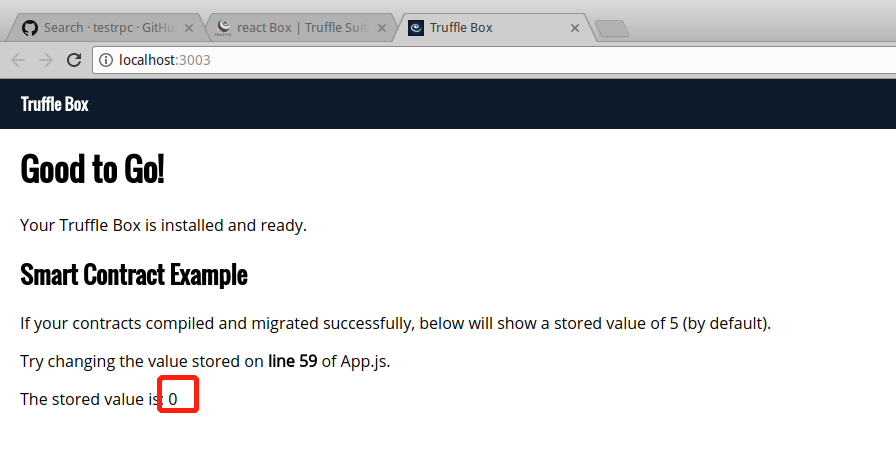 Search · testrpc · GitHu
react Box | Truffle Suit
Truffle Box
localhost:3003
Truffle Box
Good to Go!
Your Truffle Box is installed and ready.
Smart Contract Example
If your contracts compiled and migrated successfully, below will show a stored value of 5 (by default).
Try changing the value stored on line 59 of App.js.
The stored value is: 0